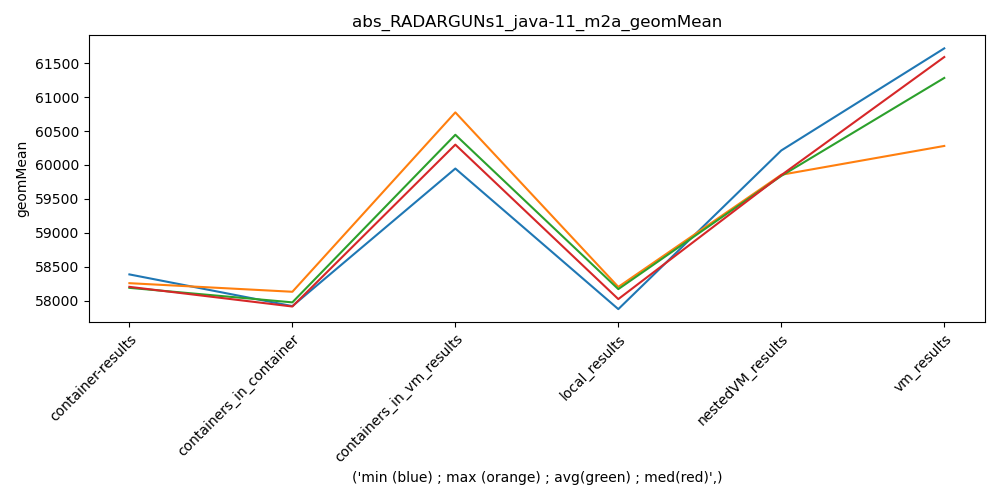 abs_RADARGUNs1_java-11_m2a_geomMean
geomMean
61500
61000
60500
60000
59500
59000
58500
58000
container-results
containers_in_container
containers_in_vm_results
local_results
nestedVM_results
vm_results
('min (blue) ; max (orange) ; avg(green) ; med(red)',)